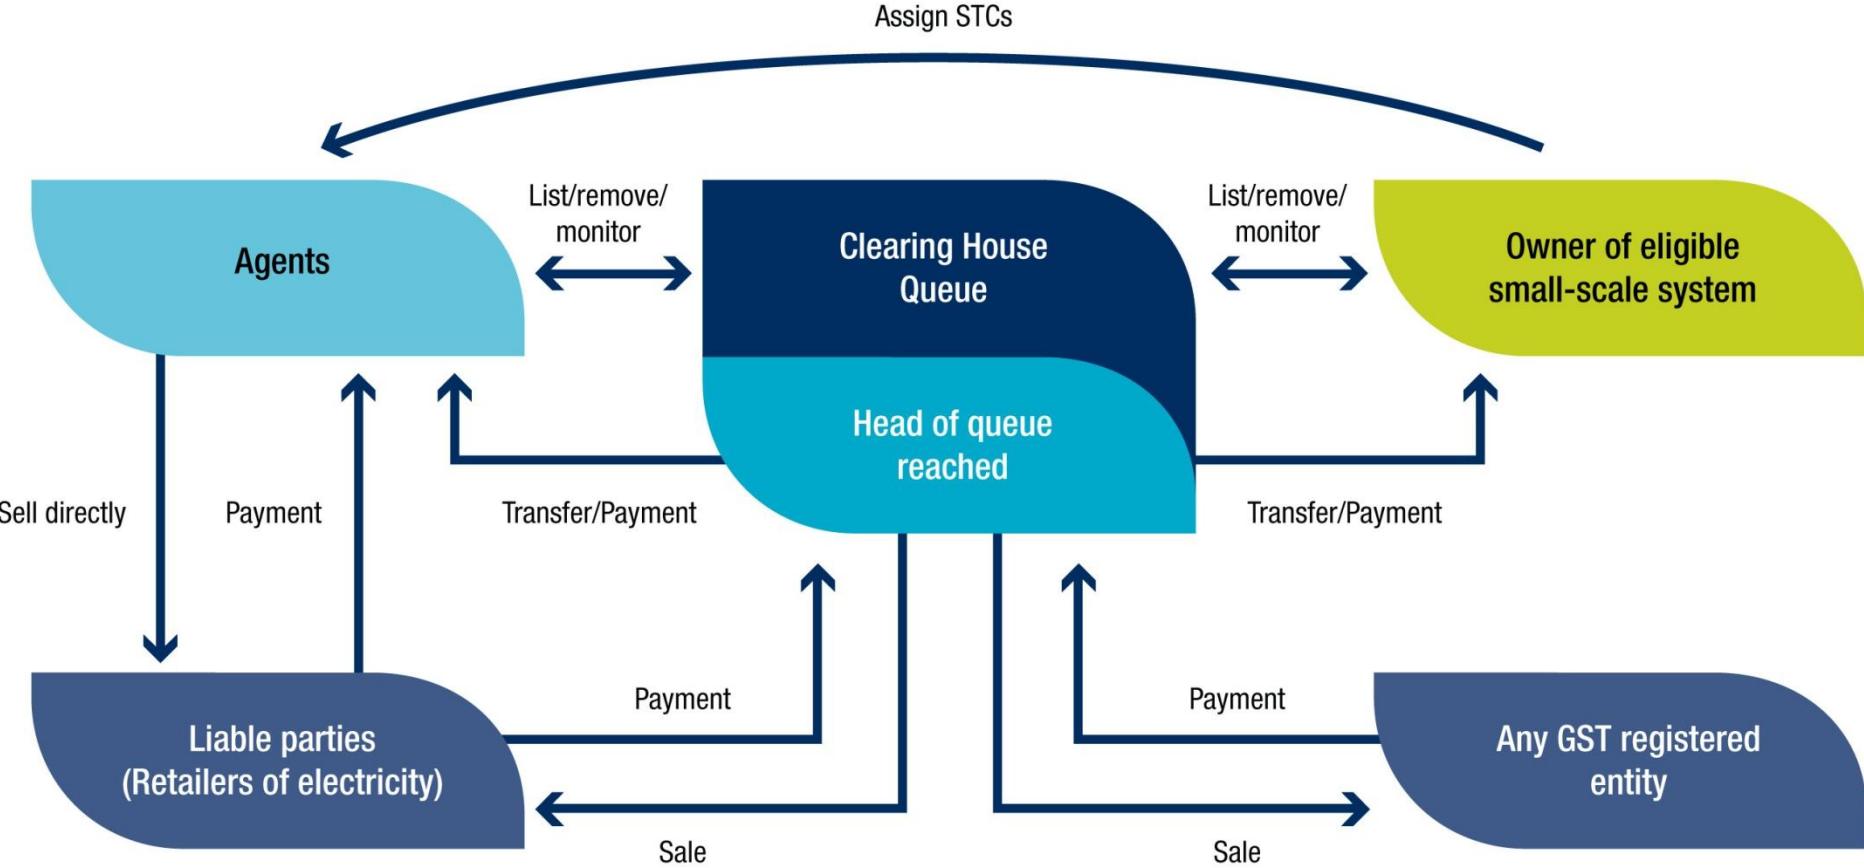 Assign STCs
List/remove/
monitor
List/remove/
monitor
Agents
Clearing House
Queue
Owner of eligible
small-scale system
Head of queue
reached
Sell directly
Payment
Transfer/Payment
Transfer/Payment
Payment
Payment
Liable parties
(Retailers of electricity)
Any GST registered
entity
Sale
Sale